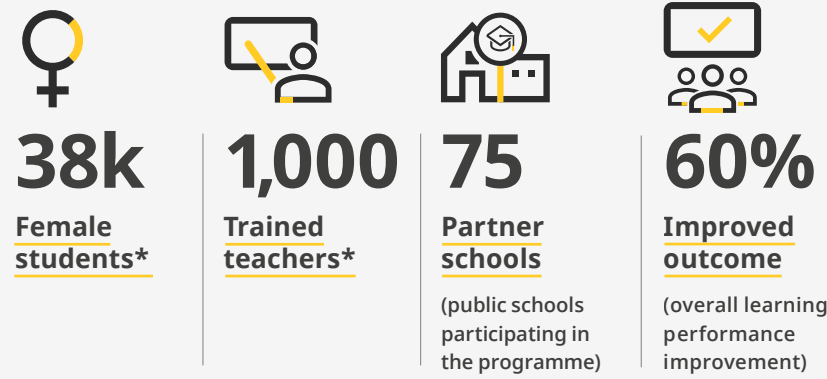 38k
Female
students*
1,000
Trained
teachers*
75
Partner
schools
(public schools
participating in
the programme)
60%
Improved
outcome
(overall learning
performance
improvement)